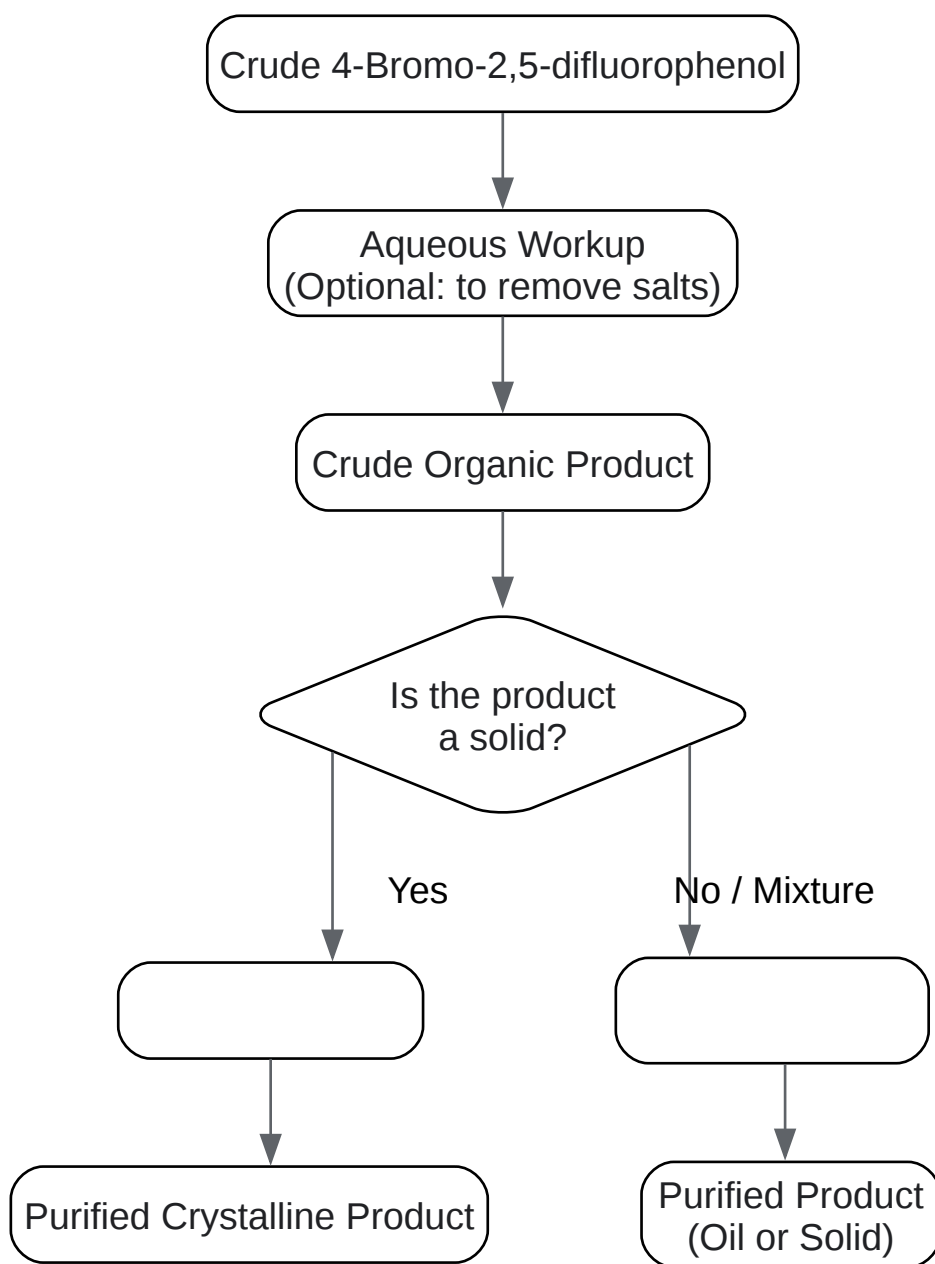 Crude 4-Bromo-2,5-difluorophenol
Aqueous Workup
(Optional: to remove salts)
Crude Organic Product
Is the product
a solid?
Yes
No / Mixture
Purified Crystalline Product
Purified Product
(Oil or Solid)